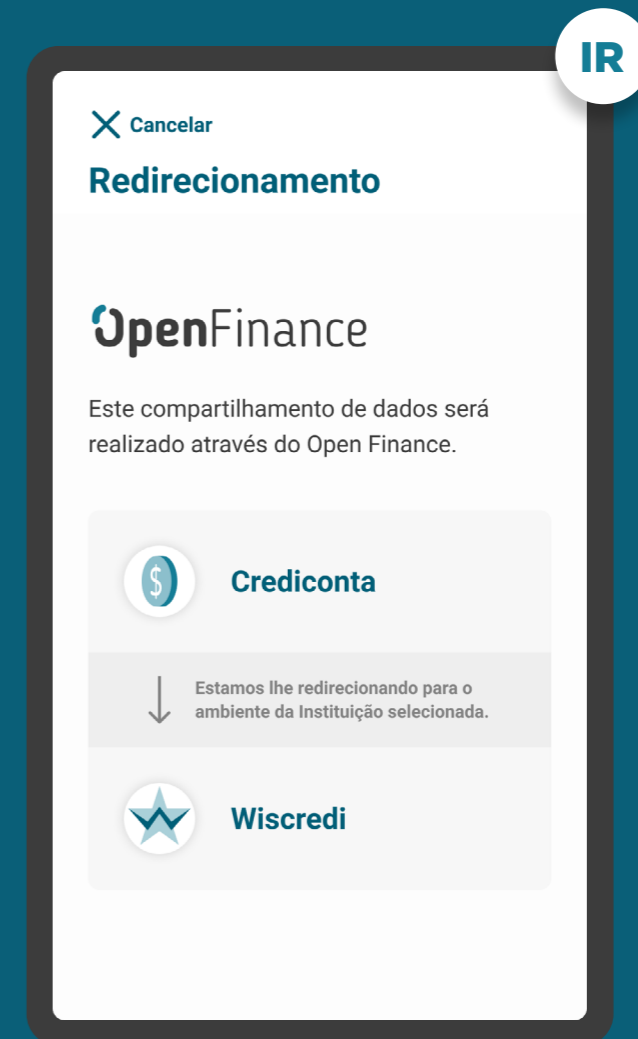 IR
Cancelar
Redirecionamento
OpenFinance
Este compartilhamento de dados será
realizado através do Open Finance.
$
Crediconta
Estamos lhe redirecionando para o
ambiente da Instituição selecionada.
Wiscredi